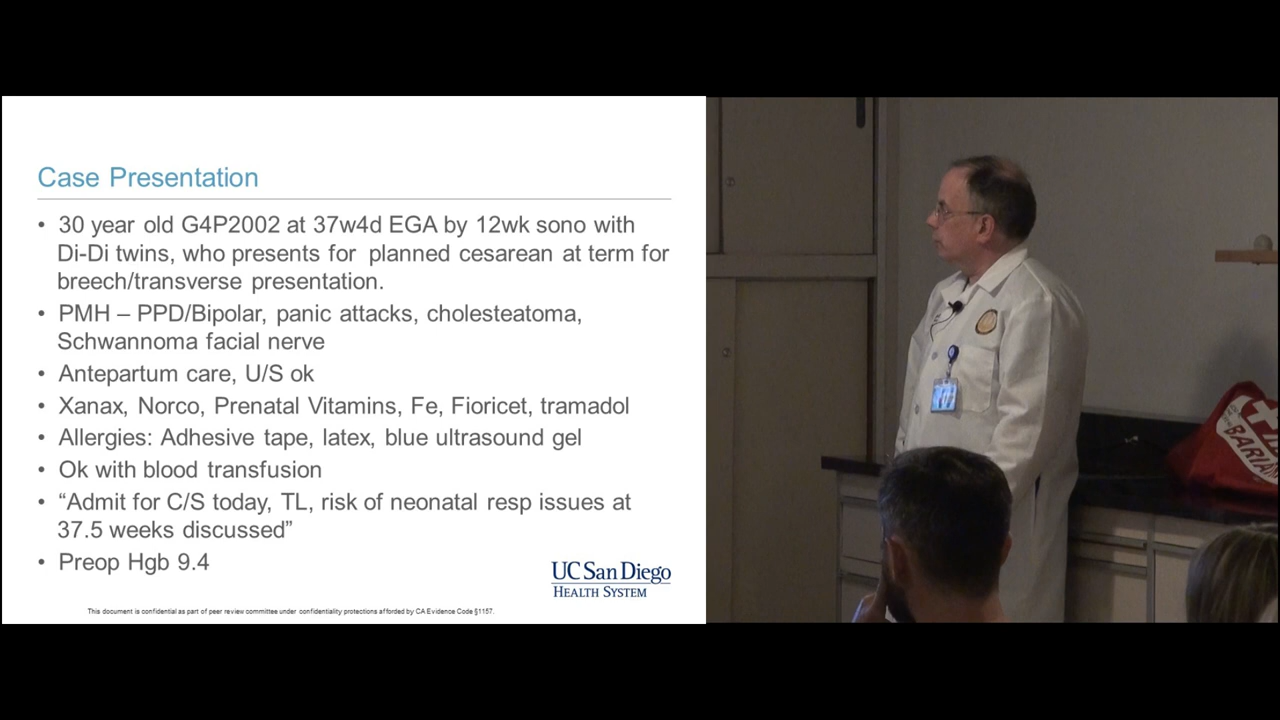 Case Presentation
• 30 year old G4P2002 at 37w4d EGA by 12wk sono with
Di-Di twins, who presents for planned cesarean at term for
breech/transverse presentation.
• PMH – PPD/Bipolar, panic attacks, cholesteatoma,
Schwannoma facial nerve
• Antepartum care, U/S ok
• Xanax, Norco, Prenatal Vitamins, Fe, Fioricet, tramadol
• Allergies: Adhesive tape, latex, blue ultrasound gel
• Ok with blood transfusion
• “Admit for C/S today, TL, risk of neonatal resp issues at
37.5 weeks discussed”
• Preop Hgb 9.4
UC San Diego
HEALTH SYSTEM
This document is confidential as part of peer review committee under confidentiality protections afforded by CA Evidence Code §1157.